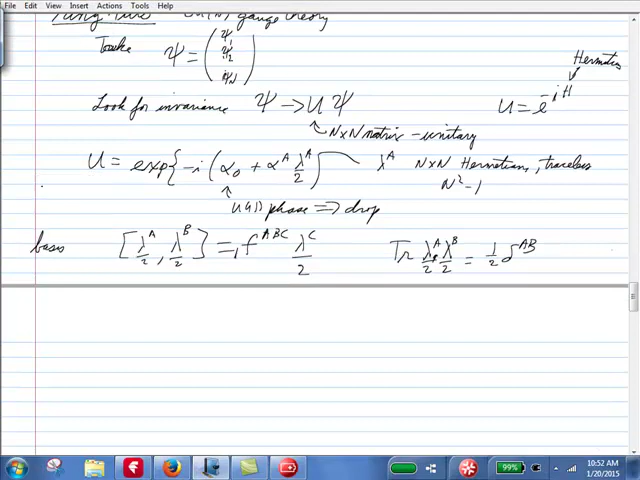 File Edit View Insert Actions Tools Help
Yang-Mills SU(N) gauge theory
Take Ψ = ( Ψ1 Ψ2 ⋮ ΨN )
Hermitian
Look for invariance Ψ → U Ψ U = e^{-iH}
N×N matrix - unitary
U = exp{ -i ( α0 + α^A λ^A/2 ) λ^A N×N Hermitian, traceless
N²-1
U(1) phase ⇒ drop
basis [ λ^A/2 , λ^B/2 ] = i f^{ABC} λ^C/2 Tr λ^A/2 λ^B/2 = 1/2 δ^{AB}
99%
10:52 AM
1/20/2015